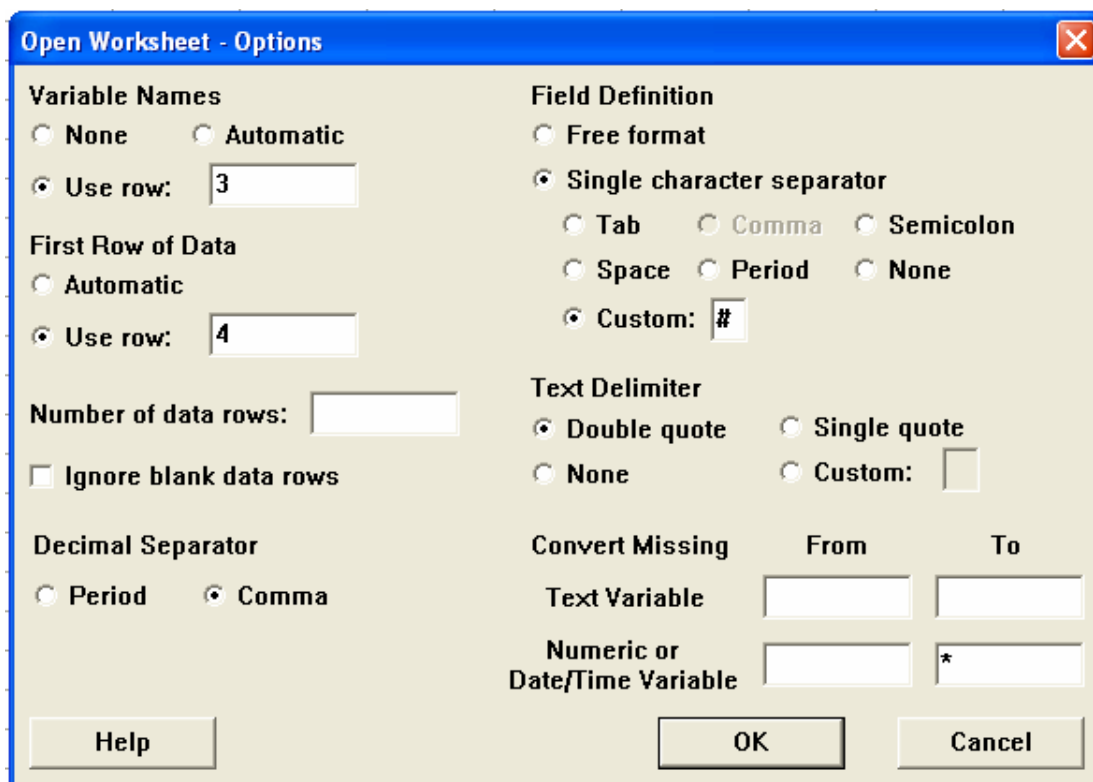 Open Worksheet - Options
Variable Names
None Automatic
Use row: 3
First Row of Data
Automatic
Use row: 4
Number of data rows:
Ignore blank data rows
Decimal Separator
Period Comma
Field Definition
Free format
Single character separator
Tab Comma Semicolon
Space Period None
Custom: #
Text Delimiter
Double quote Single quote
None Custom:
Convert Missing From To
Text Variable
Numeric or
Date/Time Variable *
Help OK Cancel